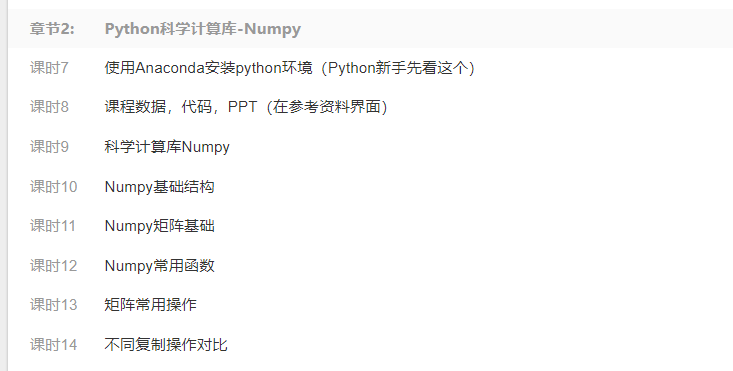 章节2: Python科学计算库-Numpy
课时7 使用Anaconda安装python环境（Python新手先看这个）
课时8 课程数据，代码，PPT（在参考资料界面）
课时9 科学计算库Numpy
课时10 Numpy基础结构
课时11 Numpy矩阵基础
课时12 Numpy常用函数
课时13 矩阵常用操作
课时14 不同复制操作对比